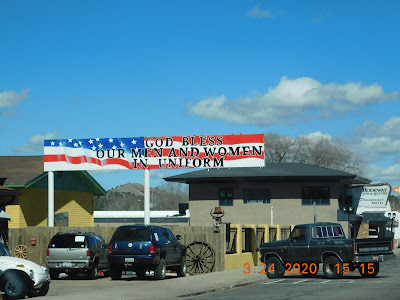 GOD BLESS
OUR MEN AND WOMEN
IN UNIFORM
3.24.2020 15:15